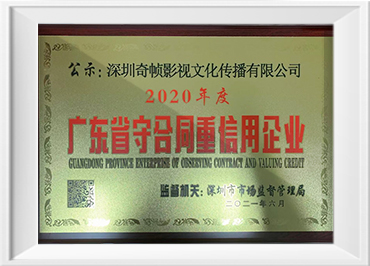 公示:深圳奇帧影视文化传播有限公司
2020年度
广东省守合同重信用企业
GUANGDONG PROVINCE ENTERPRISE OF OBSERVING CONTRACT AND VALUING CREDIT
监督机关:深圳市市场监督管理局
二〇二一年六月